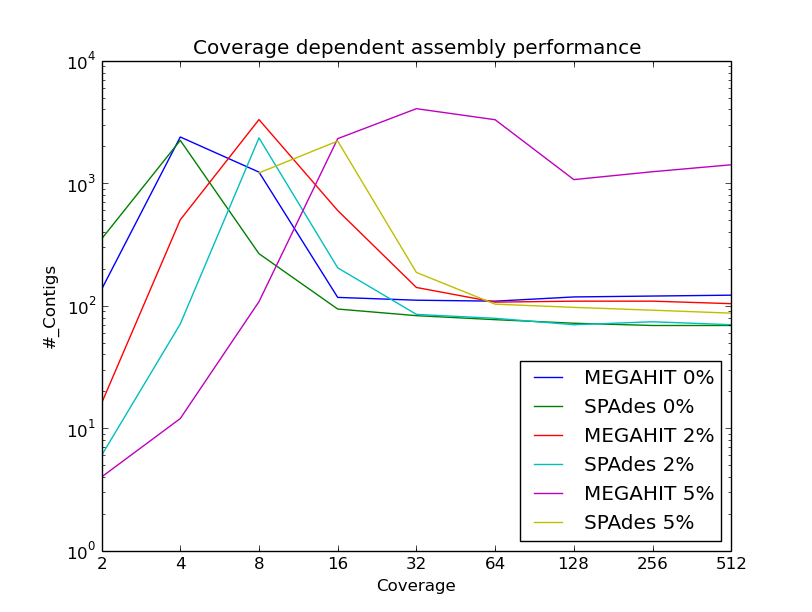 Coverage dependent assembly performance
10^4
10^3
10^2
10^1
10^0
#_Contigs
MEGAHIT 0%
SPAdes 0%
MEGAHIT 2%
SPAdes 2%
MEGAHIT 5%
SPAdes 5%
2 4 8 16 32 64 128 256 512
Coverage